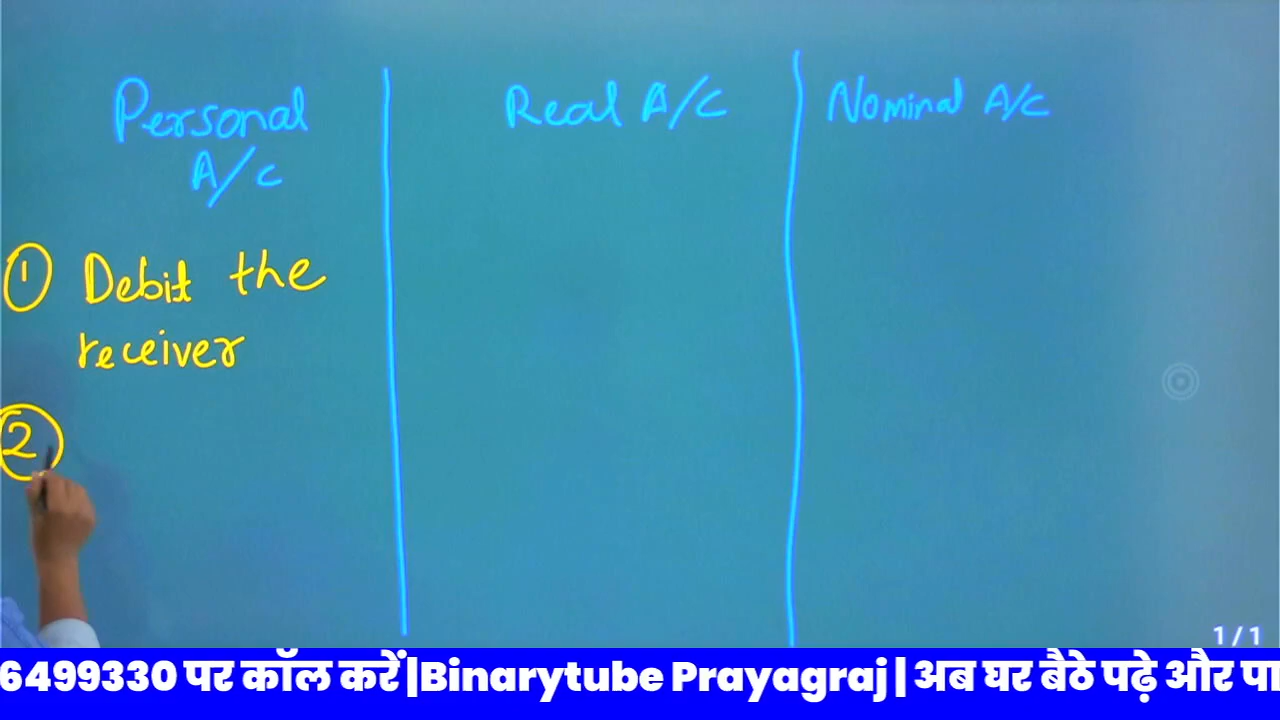 Personal
A/C
Real A/C
Nominal A/C
① Debit the
receiver
②
1 / 1
6499330 पर कॉल करें|Binarytube Prayagraj | अब घर बैठे पढ़े और पा